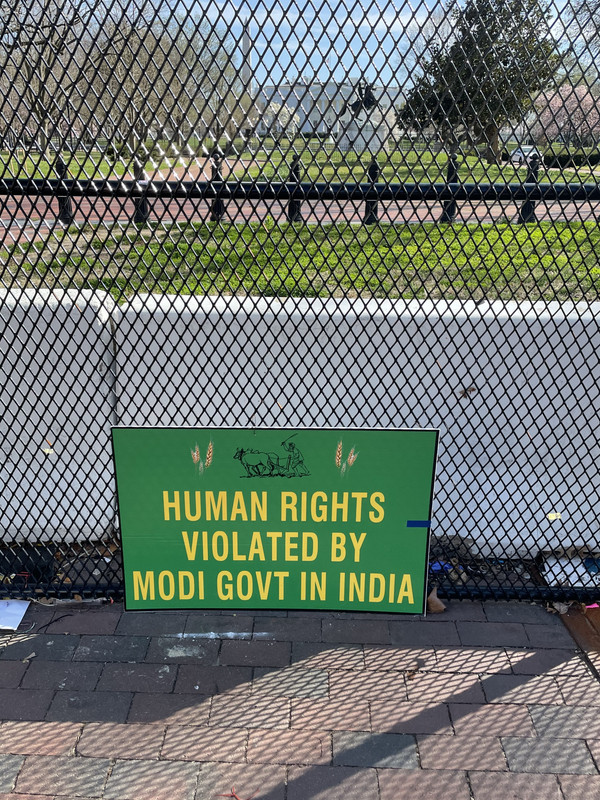 HUMAN RIGHTS
VIOLATED BY
MODI GOVT IN INDIA